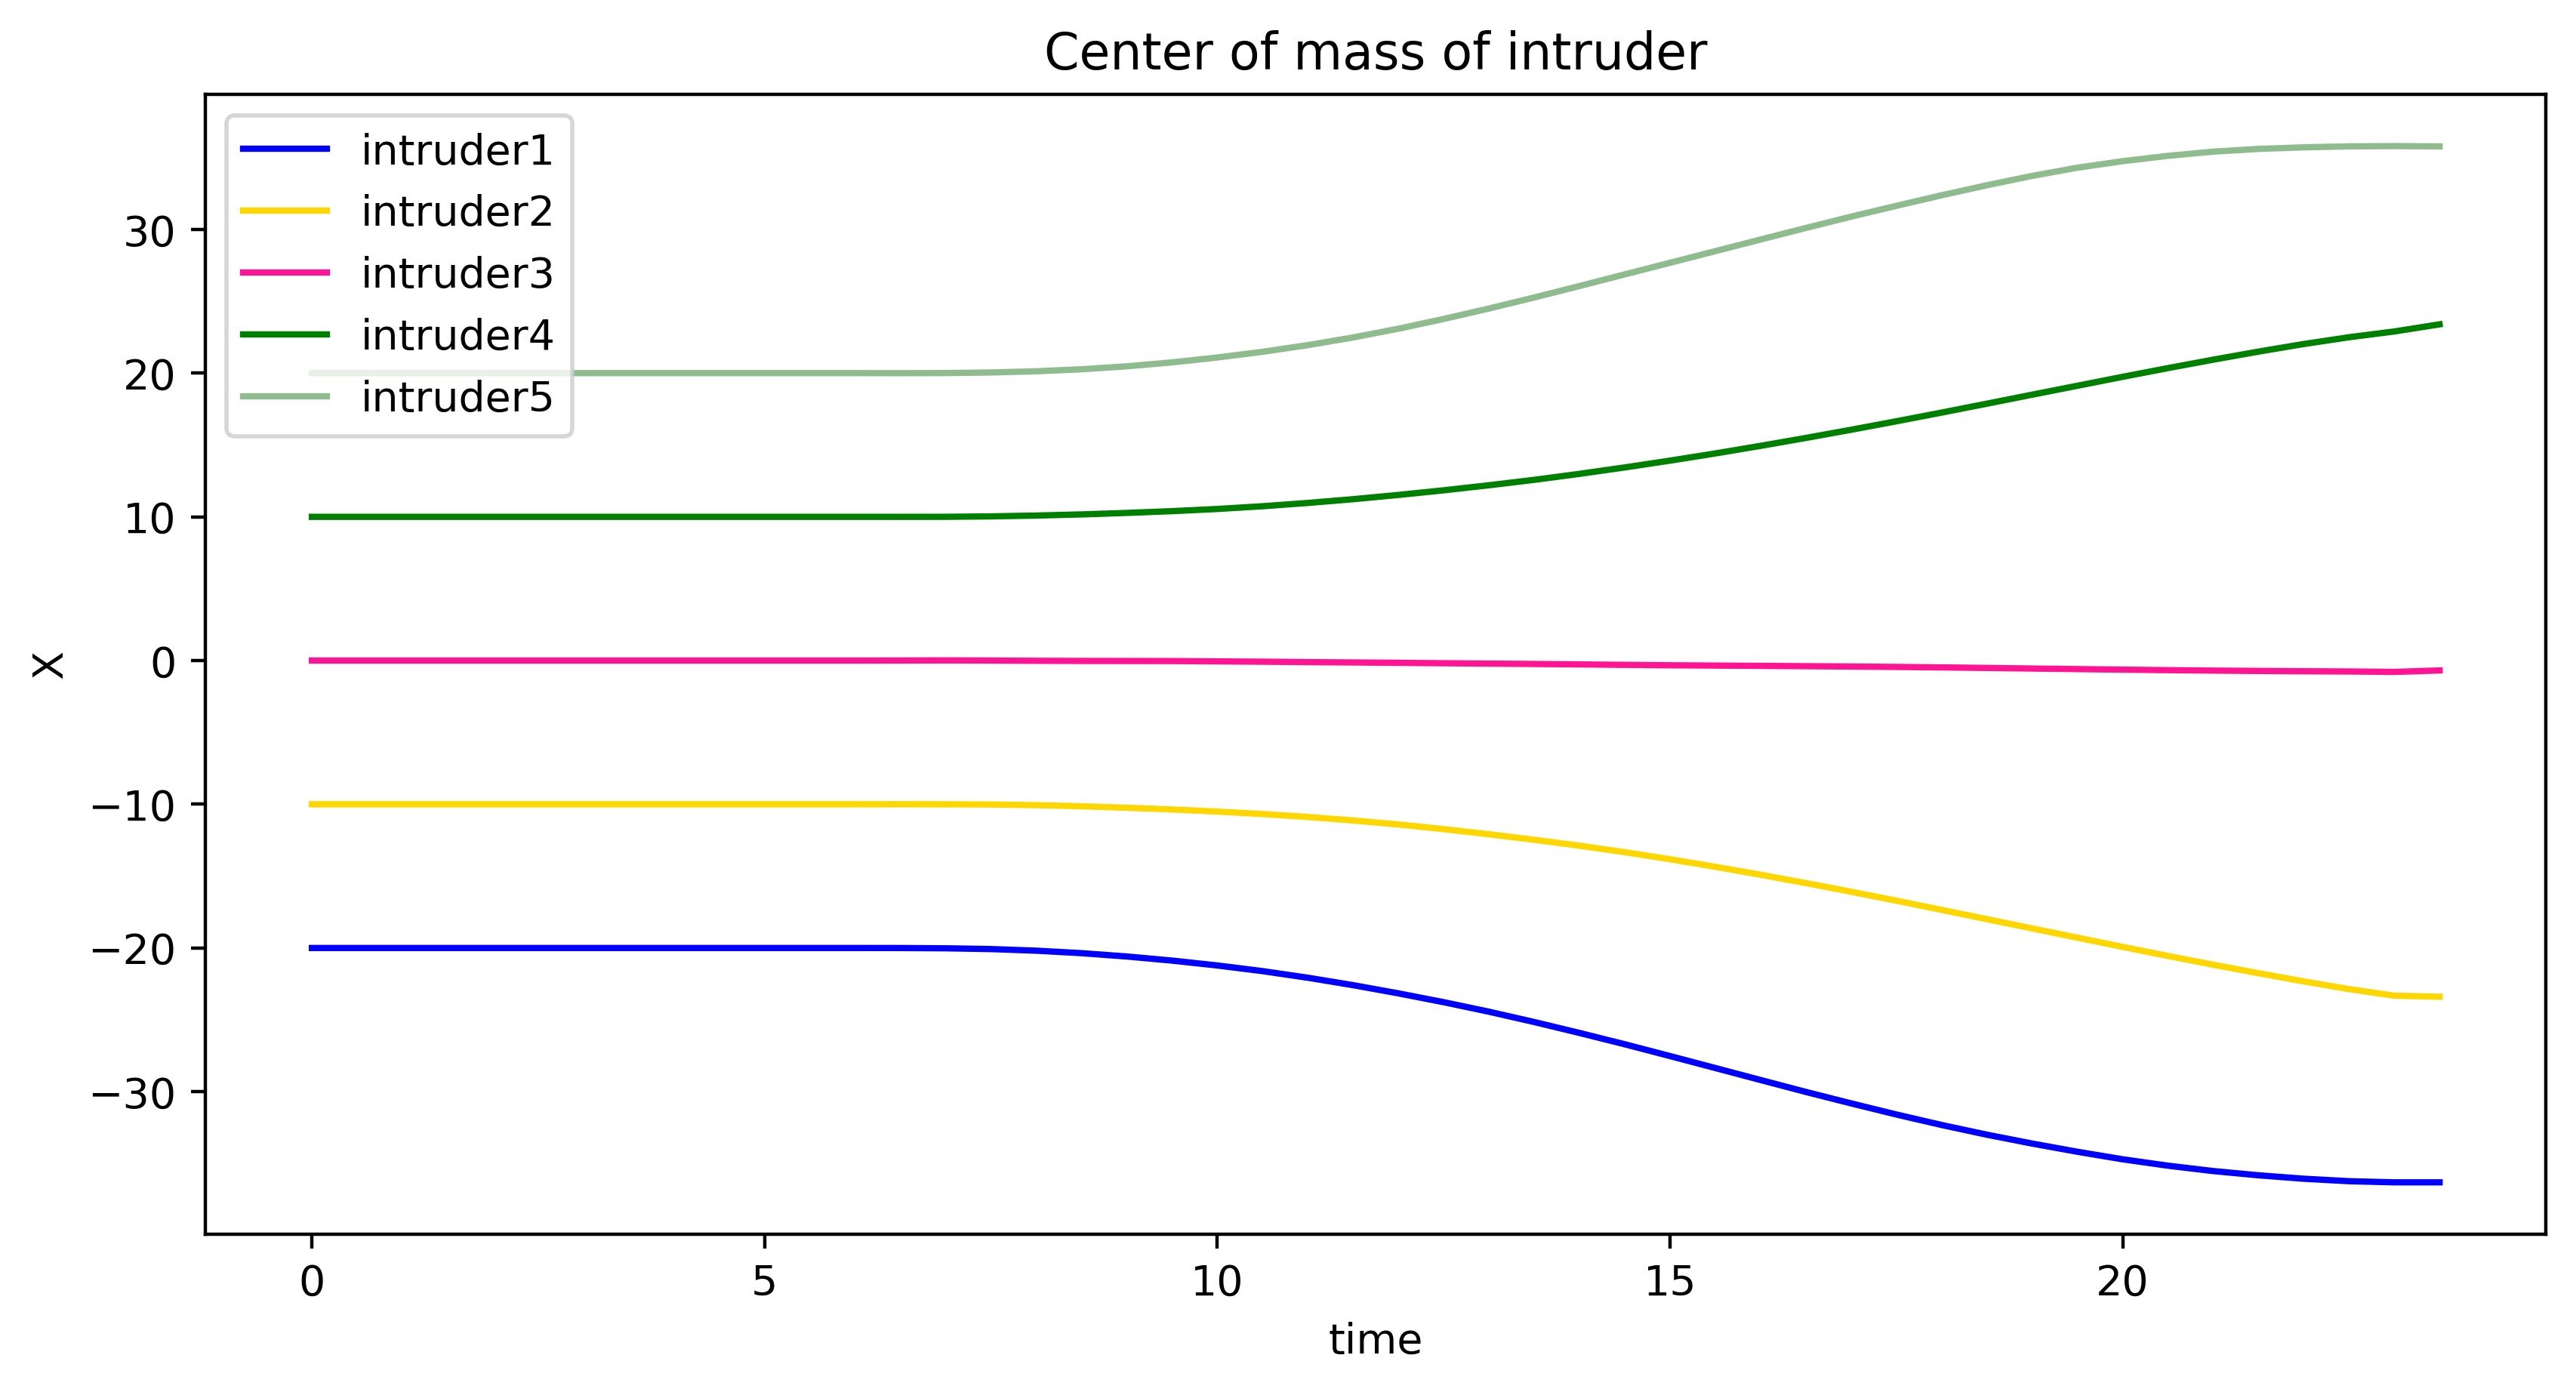 Center of mass of intruder
intruder1
intruder2
intruder3
intruder4
intruder5
X
30
20
10
0
−10
−20
−30
0 5 10 15 20
time